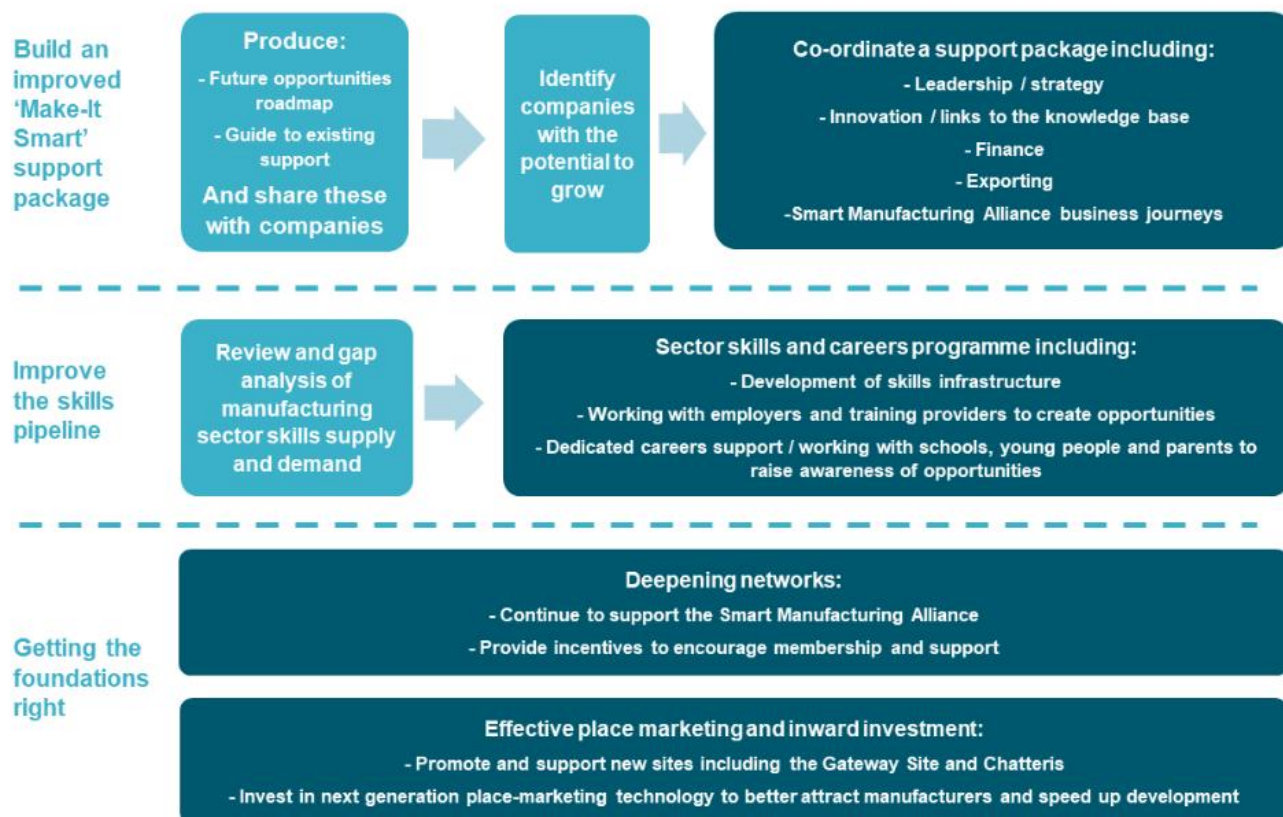 Build an
improved
‘Make-It
Smart’
support
package
Produce:
- Future opportunities
roadmap
- Guide to existing
support
And share these
with companies
Identify
companies
with the
potential to
grow
Co-ordinate a support package including:
- Leadership / strategy
- Innovation / links to the knowledge base
- Finance
- Exporting
-Smart Manufacturing Alliance business journeys
Improve
the skills
pipeline
Review and gap
analysis of
manufacturing
sector skills supply
and demand
Sector skills and careers programme including:
- Development of skills infrastructure
- Working with employers and training providers to create opportunities
- Dedicated careers support / working with schools, young people and parents to
raise awareness of opportunities
Getting the
foundations
right
Deepening networks:
- Continue to support the Smart Manufacturing Alliance
- Provide incentives to encourage membership and support
Effective place marketing and inward investment:
- Promote and support new sites including the Gateway Site and Chatteris
- Invest in next generation place-marketing technology to better attract manufacturers and speed up development